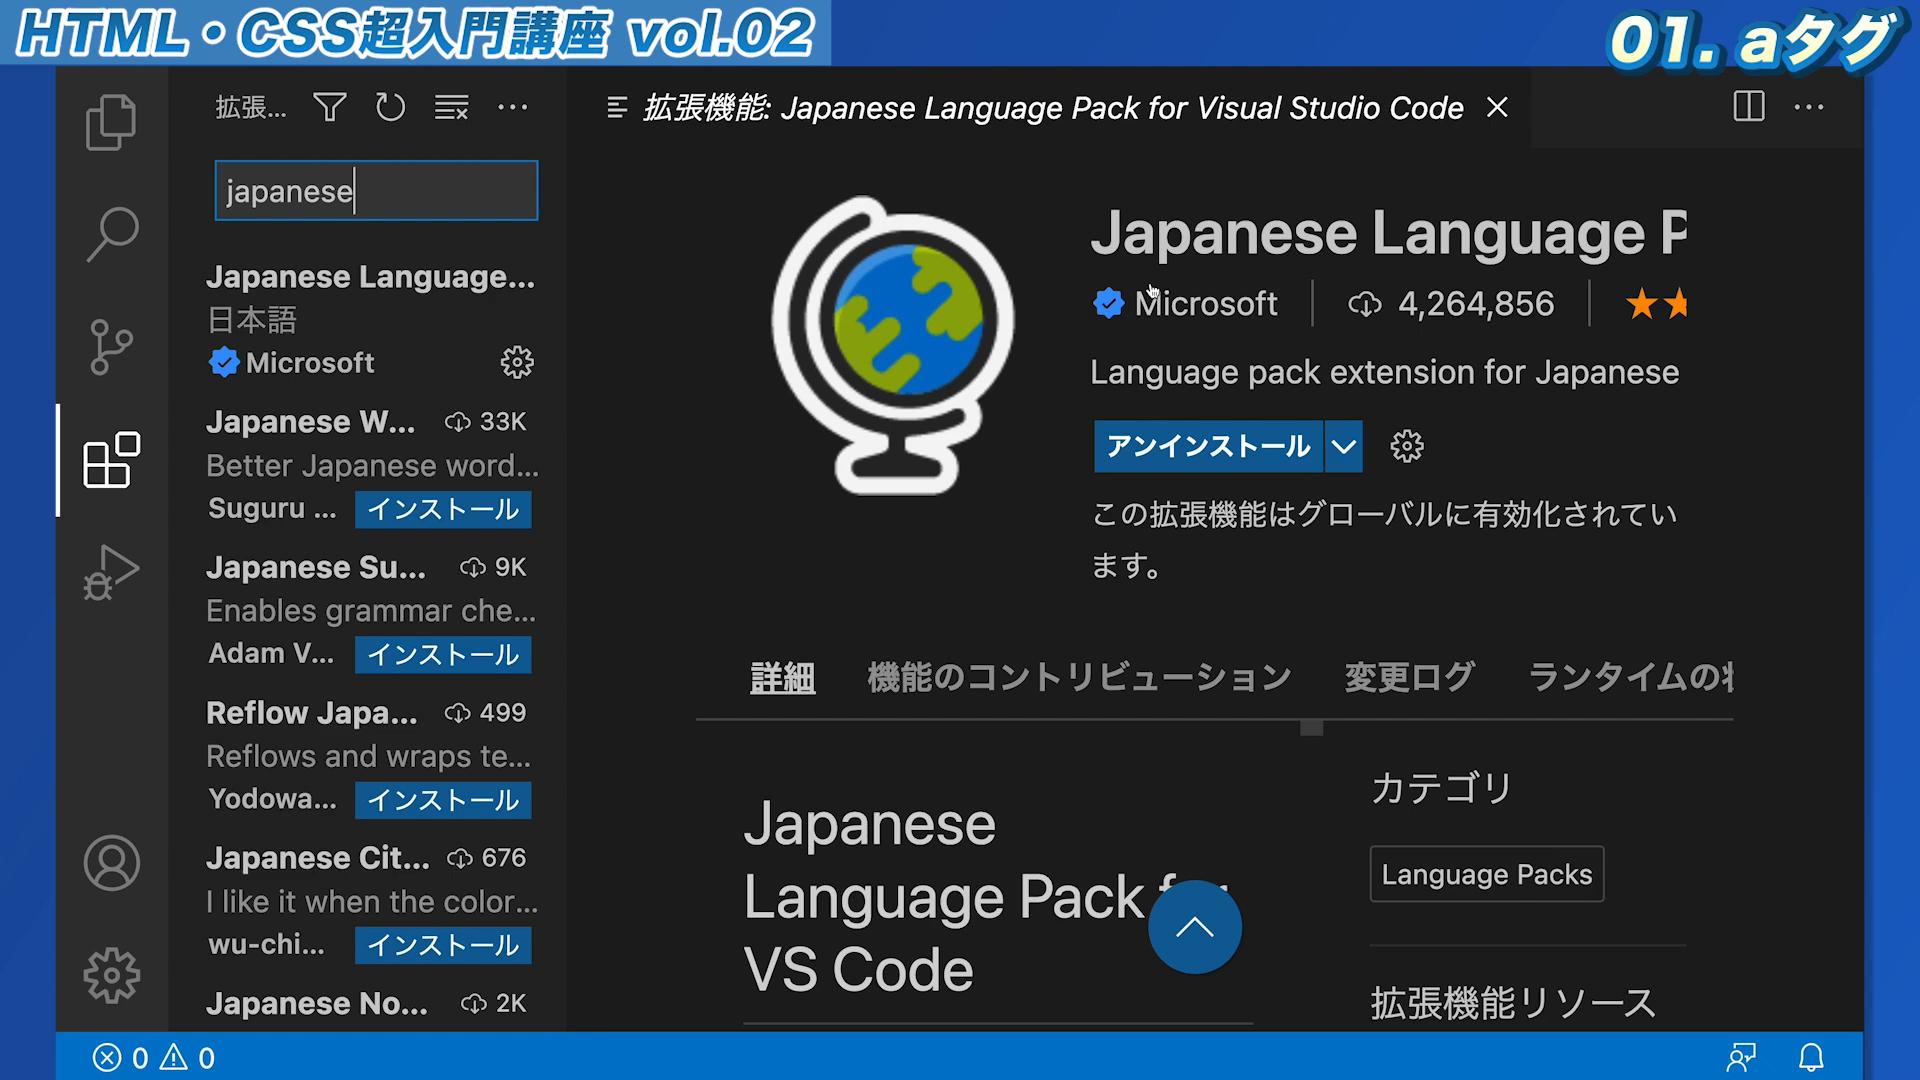 HTML・CSS超入門講座 vol.02
01. aタグ
拡張...
拡張機能: Japanese Language Pack for Visual Studio Code
japanese
Japanese Language...
日本語
Microsoft
Japanese W... 33K
Better Japanese word...
Suguru ... インストール
Japanese Su... 9K
Enables grammar che...
Adam V... インストール
Reflow Japa... 499
Reflows and wraps te...
Yodowa... インストール
Japanese Cit... 676
I like it when the color...
wu-chi... インストール
Japanese No... 2K
Japanese Language P
Microsoft 4,264,856
Language pack extension for Japanese
アンインストール
この拡張機能はグローバルに有効化されてい
ます。
詳細 機能のコントリビューション 変更ログ ランタイムの
Japanese
Language Pack for
VS Code
カテゴリ
Language Packs
拡張機能リソース
0 0